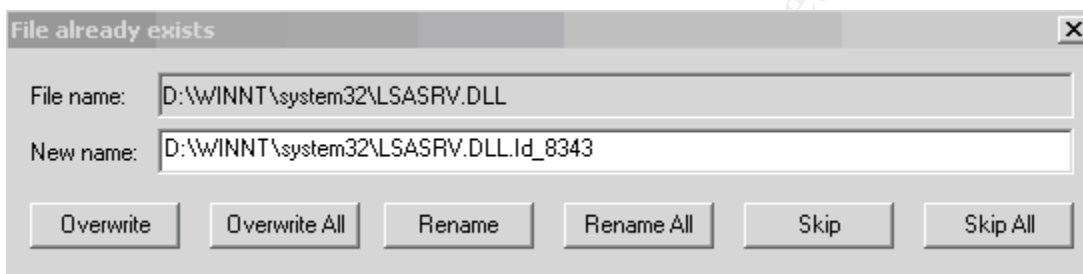 File already exists
File name: D:\WINNT\system32\LSASRV.DLL
New name: D:\WINNT\system32\LSASRV.DLL.Id_8343
Overwrite Overwrite All Rename Rename All Skip Skip All